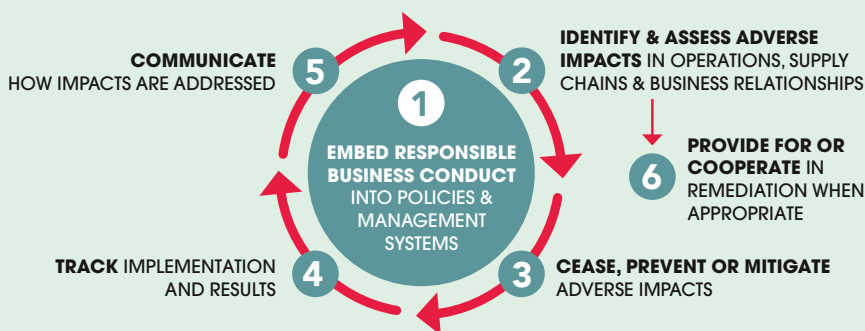 1
EMBED RESPONSIBLE
BUSINESS CONDUCT
INTO POLICIES &
MANAGEMENT
SYSTEMS
2
IDENTIFY & ASSESS ADVERSE
IMPACTS IN OPERATIONS, SUPPLY
CHAINS & BUSINESS RELATIONSHIPS
3
CEASE, PREVENT OR MITIGATE
ADVERSE IMPACTS
4
TRACK IMPLEMENTATION
AND RESULTS
5
COMMUNICATE
HOW IMPACTS ARE ADDRESSED
6
PROVIDE FOR OR
COOPERATE IN
REMEDIATION WHEN
APPROPRIATE